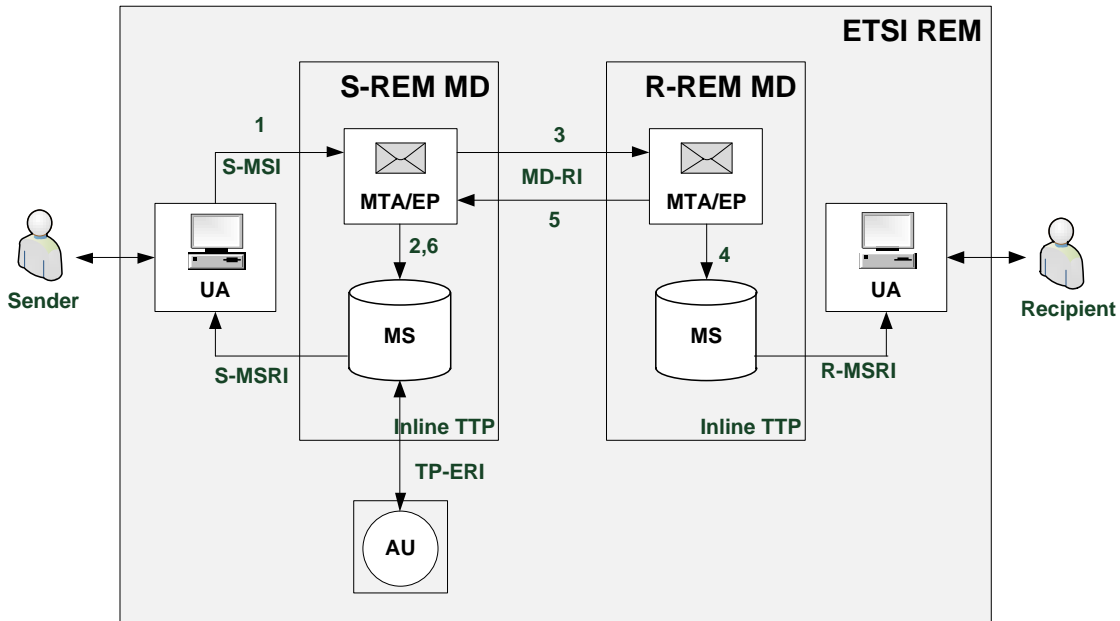 ETSI REM
S-REM MD
R-REM MD
1
S-MSI
3
MD-RI
5
MTA/EP
MTA/EP
2,6
4
UA
UA
Sender
Recipient
MS
MS
S-MSRI
R-MSRI
Inline TTP
Inline TTP
TP-ERI
AU